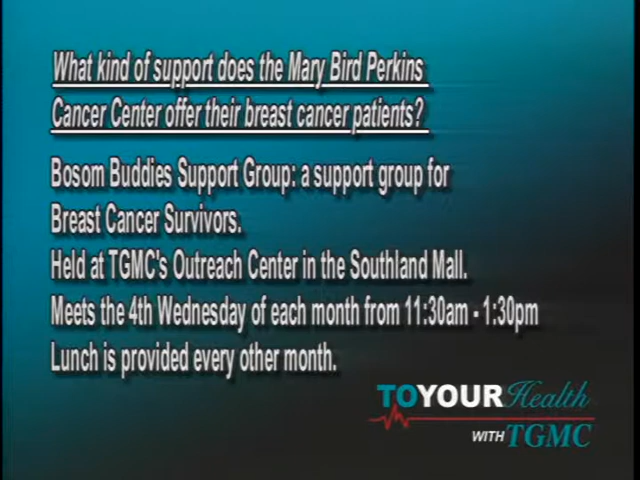 What kind of support does the Mary Bird Perkins
Cancer Center offer their breast cancer patients?
Bosom Buddies Support Group: a support group for
Breast Cancer Survivors.
Held at TGMC's Outreach Center in the Southland Mall.
Meets the 4th Wednesday of each month from 11:30am - 1:30pm
Lunch is provided every other month.
TOYOUR Health
WITH TGMC